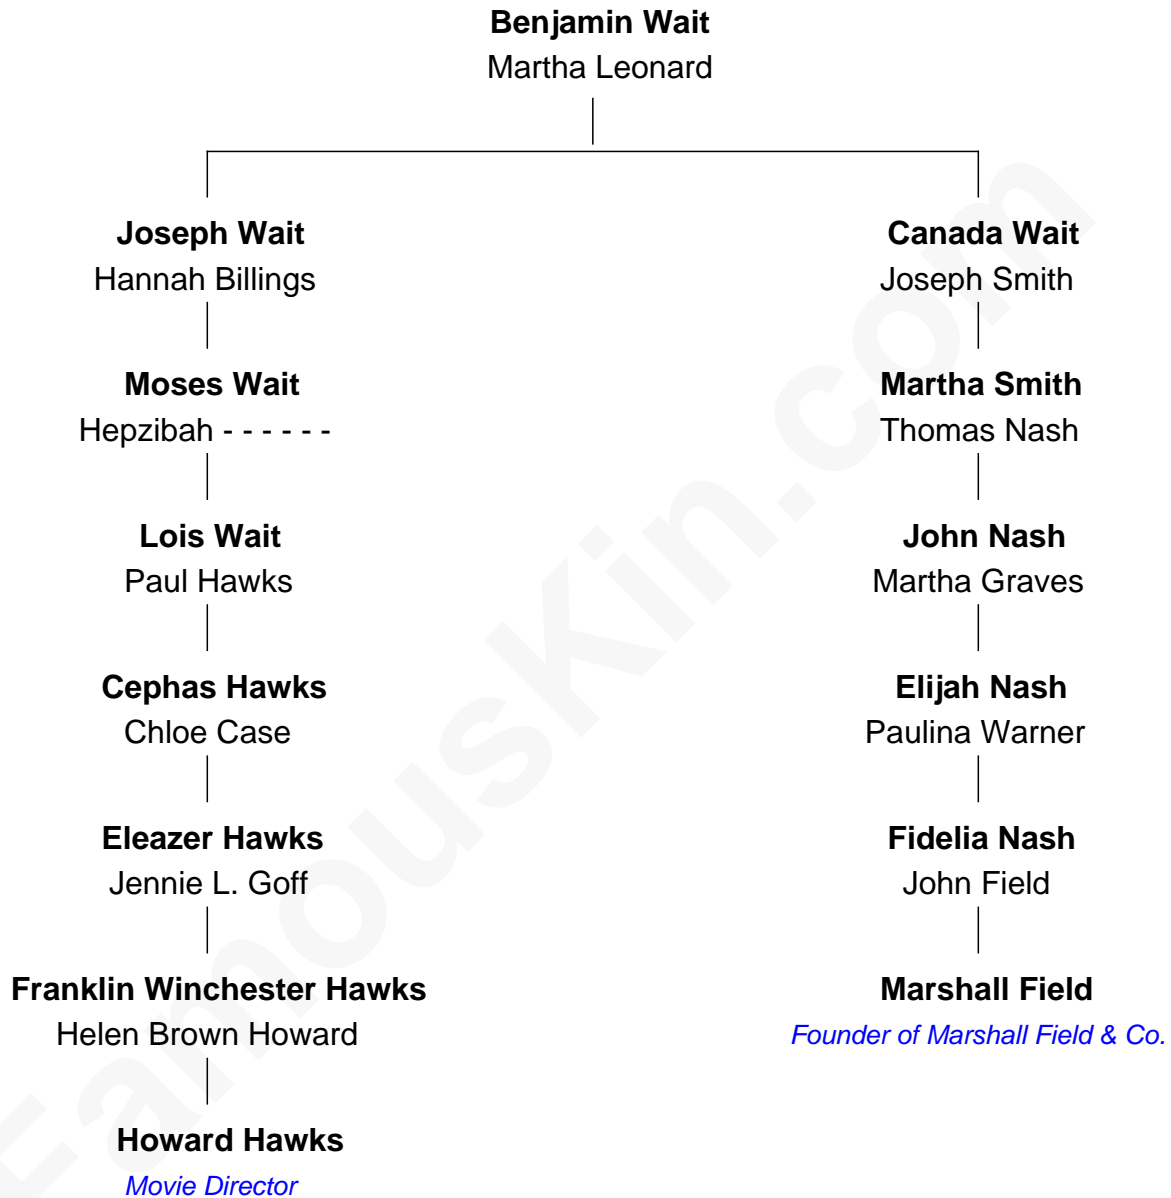 Benjamin Wait
Martha Leonard
Joseph Wait
Hannah Billings
Canada Wait
Joseph Smith
Moses Wait
Hepzibah - - - - - -
Martha Smith
Thomas Nash
Lois Wait
Paul Hawks
John Nash
Martha Graves
Cephas Hawks
Chloe Case
Elijah Nash
Paulina Warner
Eleazer Hawks
Jennie L. Goff
Fidelia Nash
John Field
Franklin Winchester Hawks
Helen Brown Howard
Marshall Field
Founder of Marshall Field & Co.
Howard Hawks
Movie Director
FamousKin.com